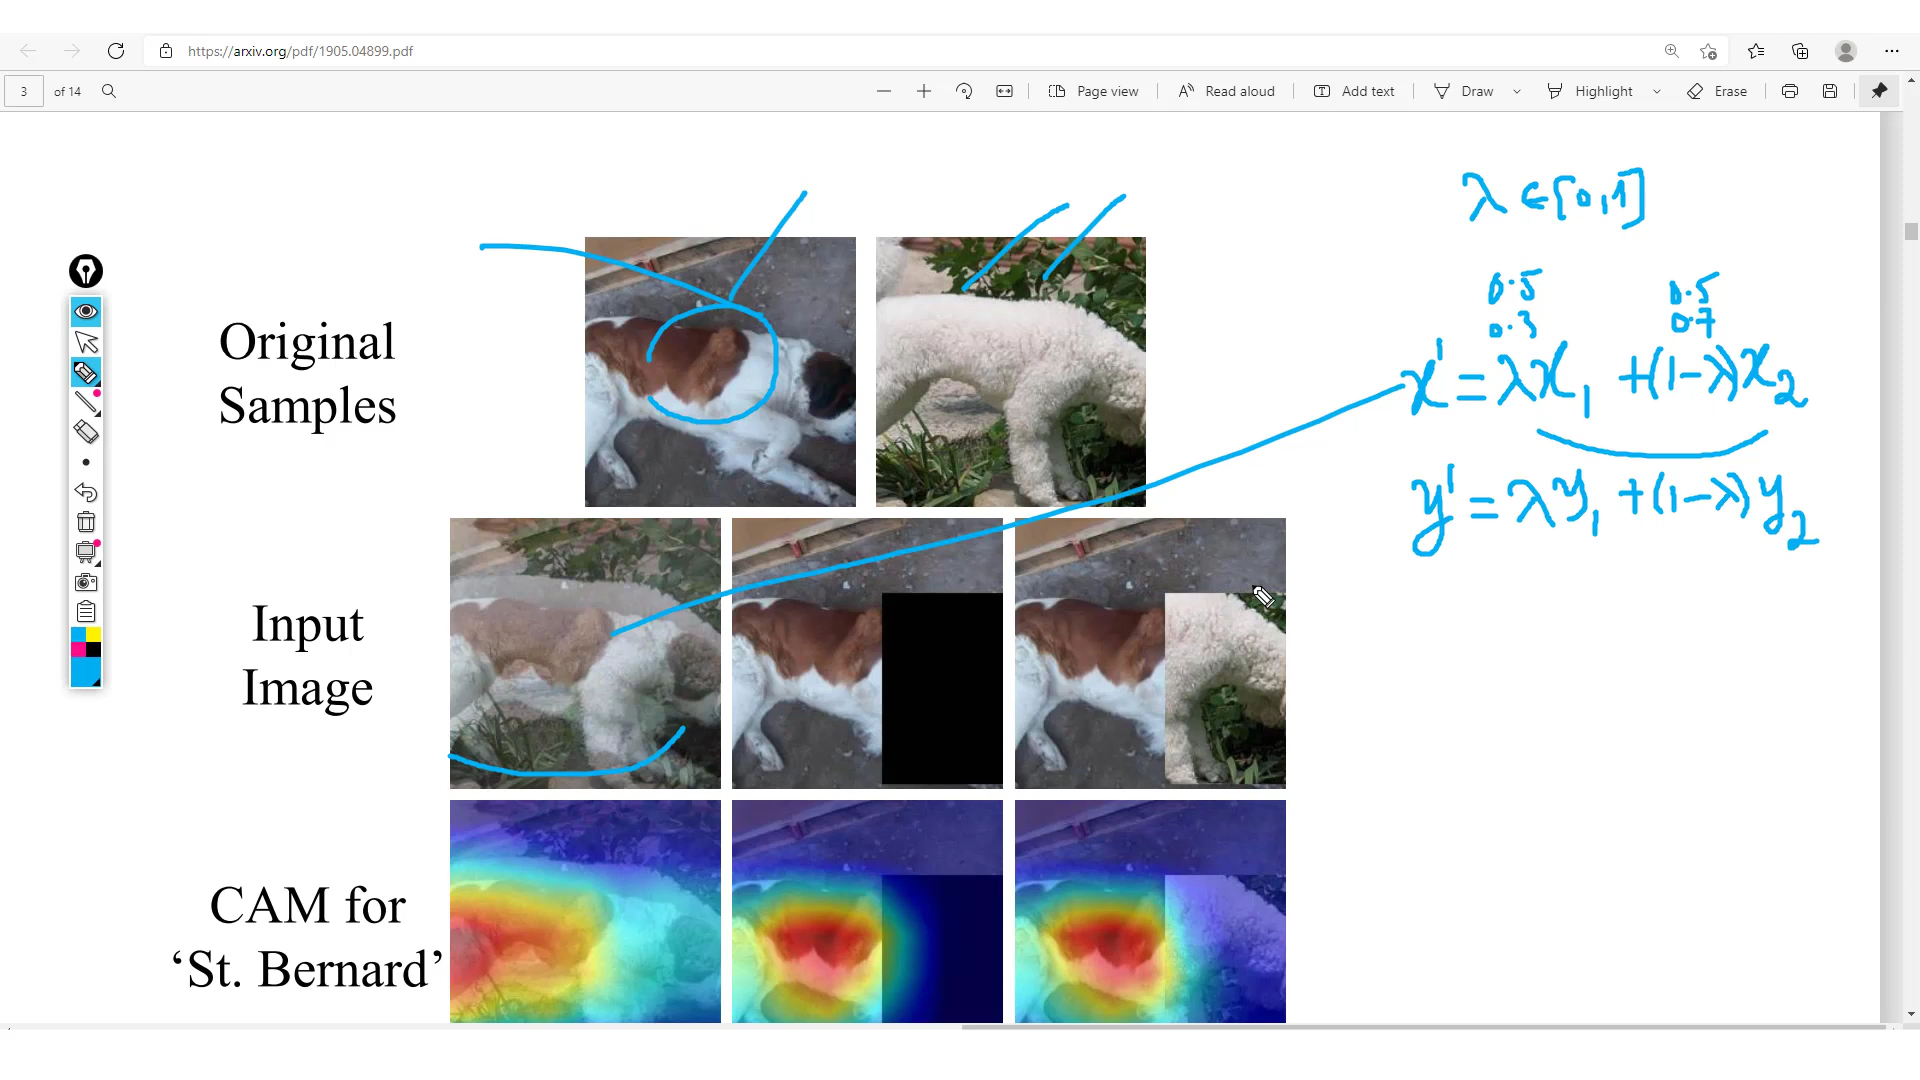 https://arxiv.org/pdf/1905.04899.pdf
3 of 14
Page view
Read aloud
Add text
Draw
Highlight
Erase
λ ∈ [0,1]
0.5 0.5
0.3 0.7
x' = λx₁ + (1-λ)x₂
y' = λy₁ + (1-λ)y₂
Original
Samples
Input
Image
CAM for
‘St. Bernard’